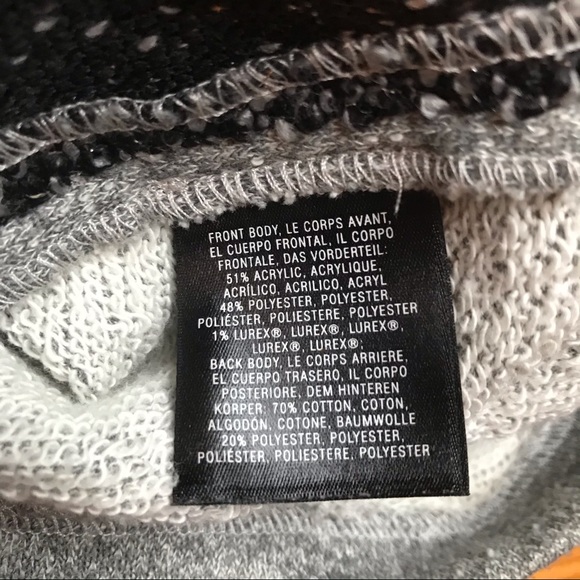 FRONT BODY, LE CORPS AVANT,
EL CUERPO FRONTAL, IL CORPO
FRONTALE, DAS VORDERTEIL:
51% ACRYLIC, ACRYLIQUE,
ACRÍLICO, ACRILICO, ACRYL
48% POLYESTER, POLYESTER,
POLIÉSTER, POLIESTERE, POLYESTER
1% LUREX®, LUREX®, LUREX®,
LUREX®, LUREX®;
BACK BODY, LE CORPS ARRIERE,
EL CUERPO TRASERO, IL CORPO
POSTERIORE, DEM HINTEREN
KORPER: 70% COTTON, COTON,
ALGODÓN, COTONE, BAUMWOLLE
20% POLYESTER, POLYESTER,
POLIÉSTER, POLIESTERE, POLYESTER